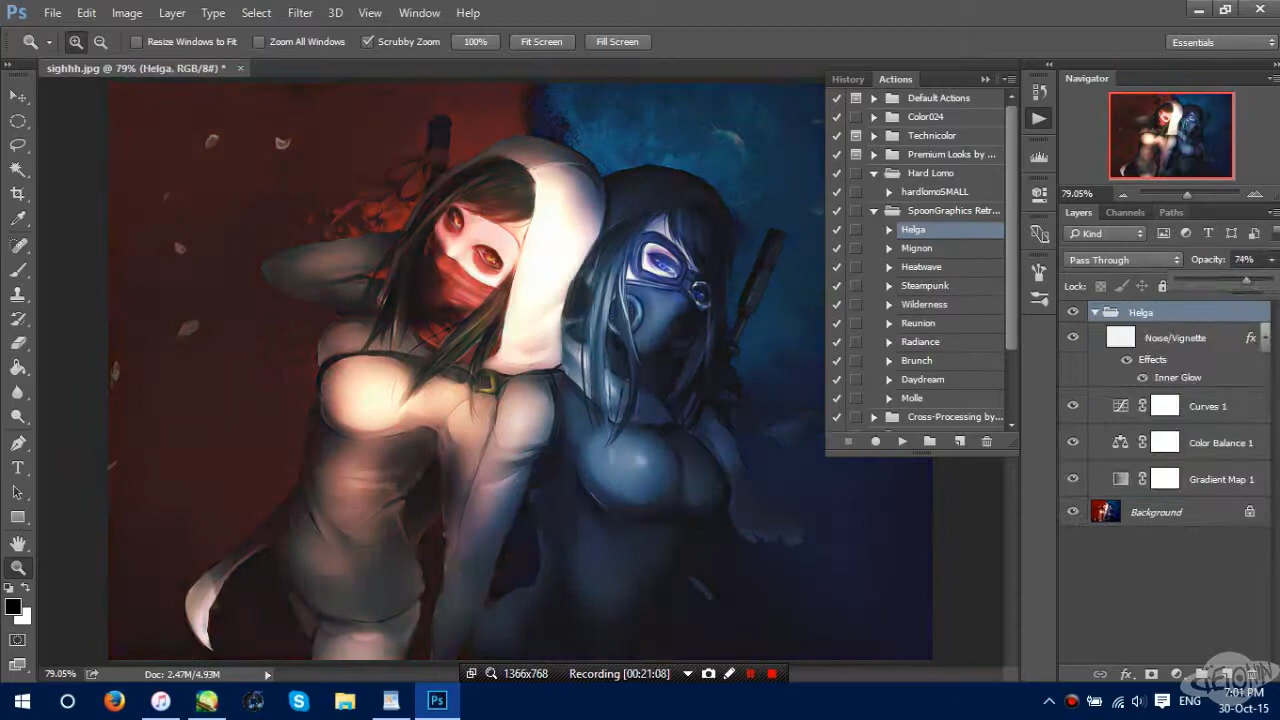 Ps File Edit Image Layer Type Select Filter 3D View Window Help
Resize Windows to Fit Zoom All Windows Scrubby Zoom 100% Fit Screen Fill Screen Essentials
sighhh.jpg @ 79% (Helga, RGB/8#) * ×
History Actions
Default Actions
Color024
Technicolor
Premium Looks by ...
Hard Lomo
hardlomoSMALL
SpoonGraphics Retr...
Helga
Mignon
Heatwave
Steampunk
Wilderness
Reunion
Radiance
Brunch
Daydream
Molle
Cross-Processing by...
Navigator
79.05%
Layers Channels Paths
Kind
Pass Through Opacity: 74%
Lock:
Helga
Noise/Vignette fx
Effects
Inner Glow
Curves 1
Color Balance 1
Gradient Map 1
Background
79.05% Doc: 2.47M/4.93M
1366x768 Recording [00:21:08]
Ps ENG 7:01 PM
30-Oct-15